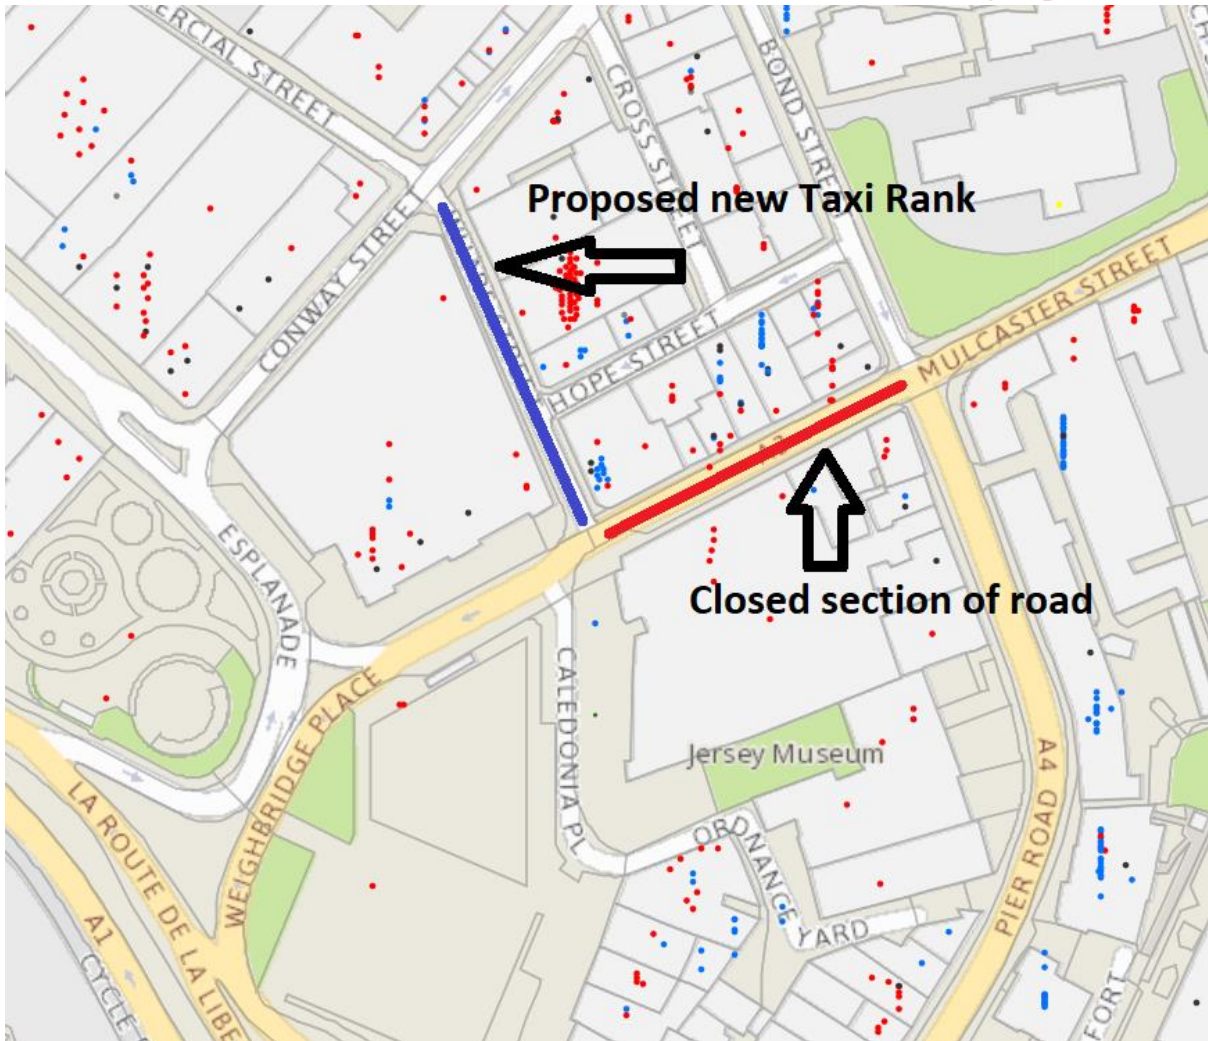 ERCIAL STREET
CROSS STREET
BOND STREET
Proposed new Taxi Rank
CONWAY STREE
MULCASTER STREET
HOPE STREET
ESPLANADE
Closed section of road
WEIGHBRIDGE PLACE
CALEDONIA PL
Jersey Museum
ORDNANCE YARD
A4
PIER ROAD
LA ROUTE DE LA LIBE
A1
CYCLE
FORT